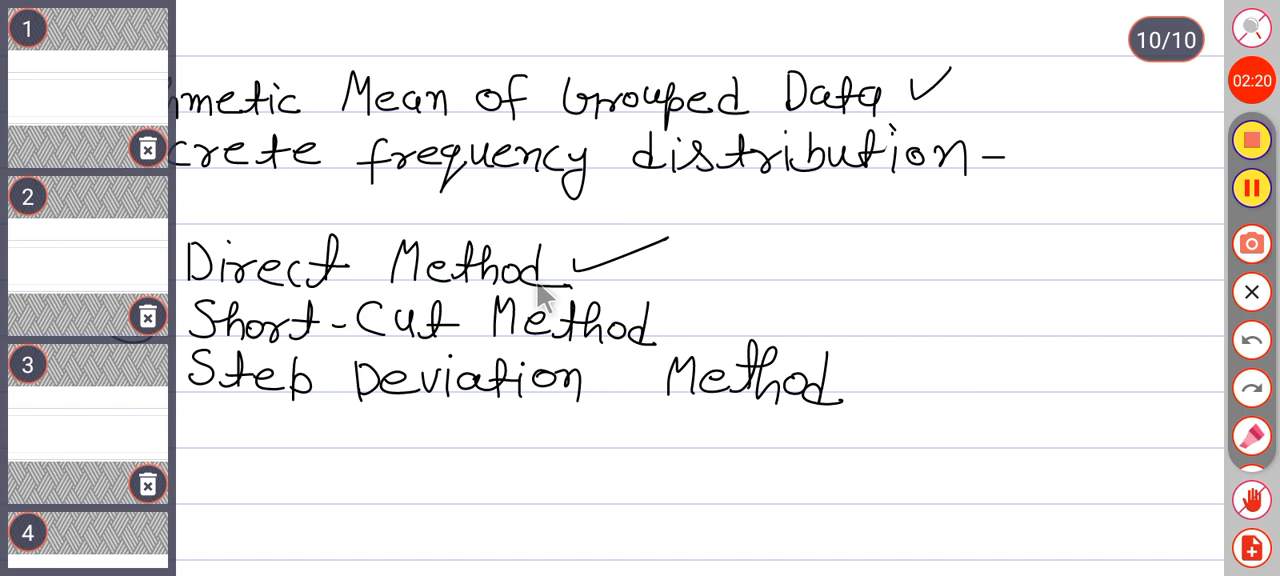 1
10/10
hmetic Mean of Grouped Data ✓
02:20
crete frequency distribution -
2
Direct Method ✓
Short-Cut Method
3
Step Deviation Method
4